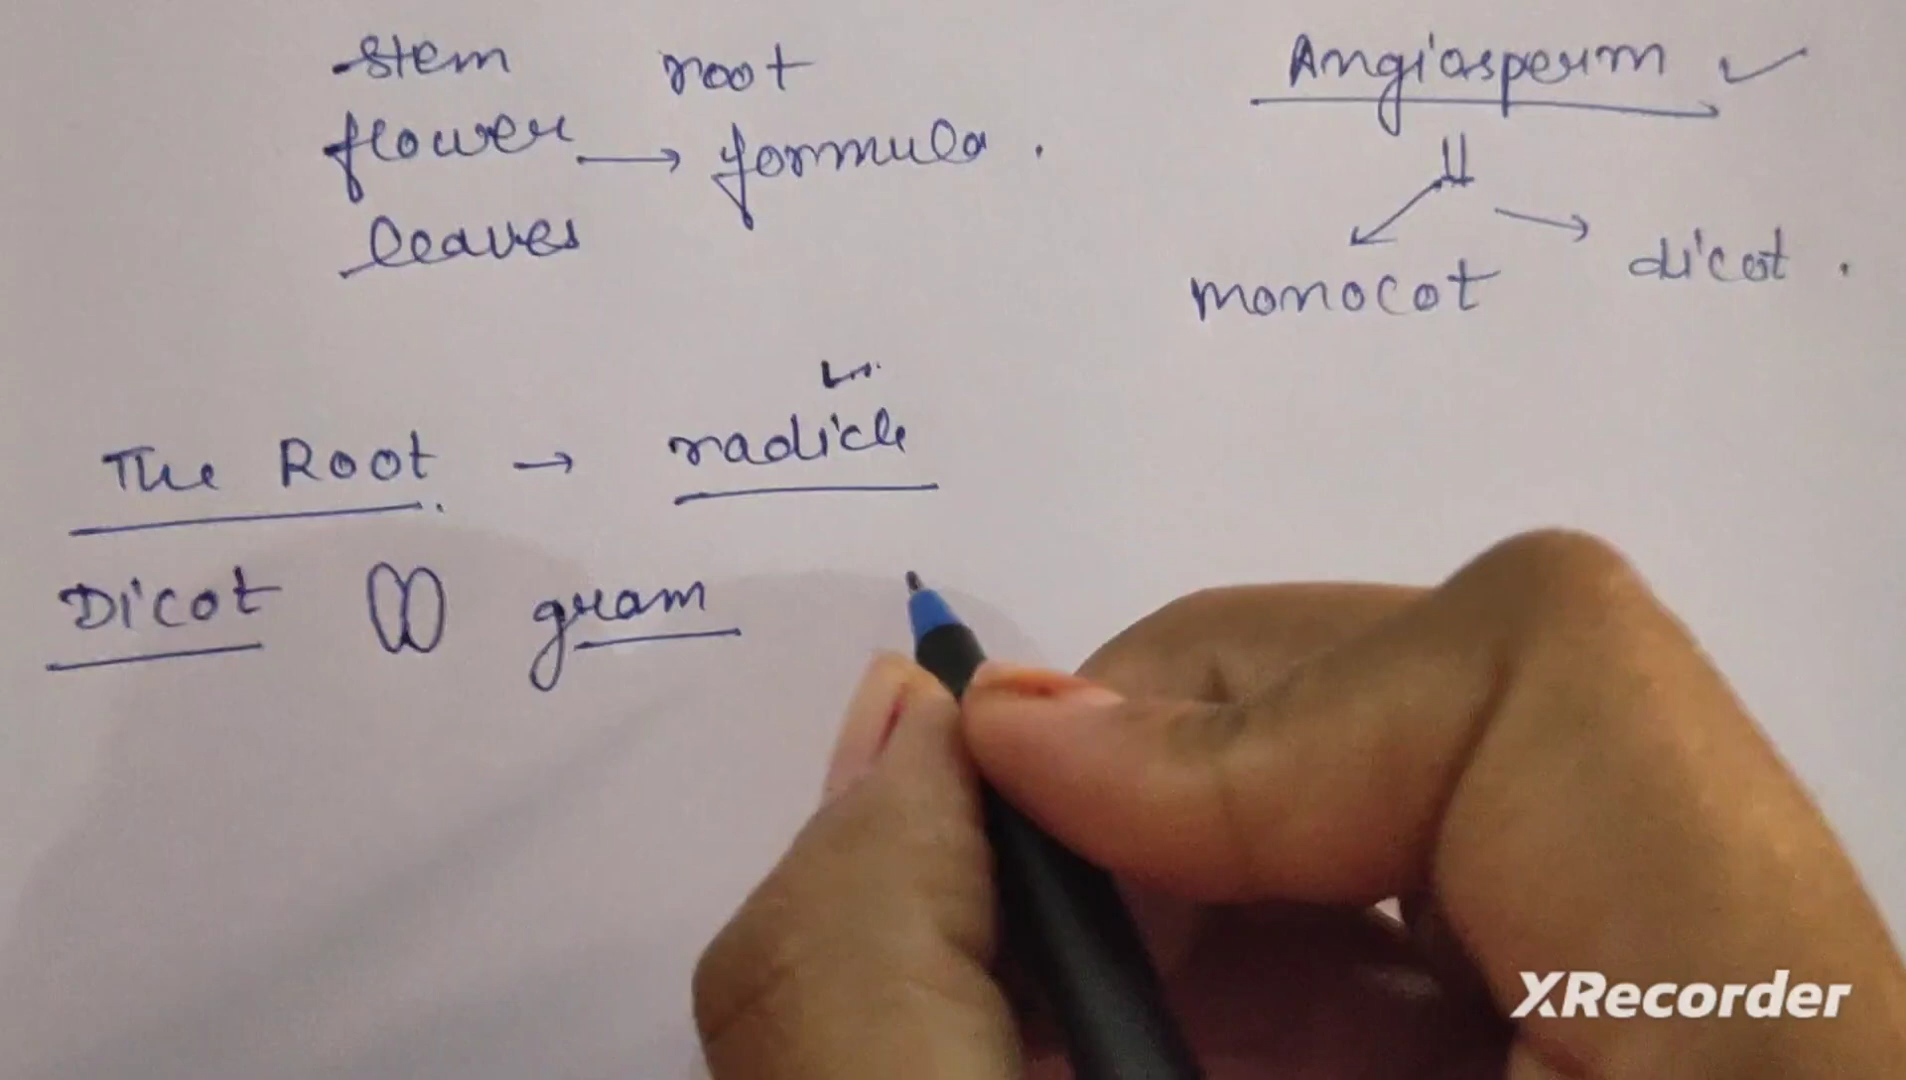 stem root
flower → formula .
leaves
Angiosperm ✓
monocot dicot .
The Root → radicle
Dicot gram
XRecorder